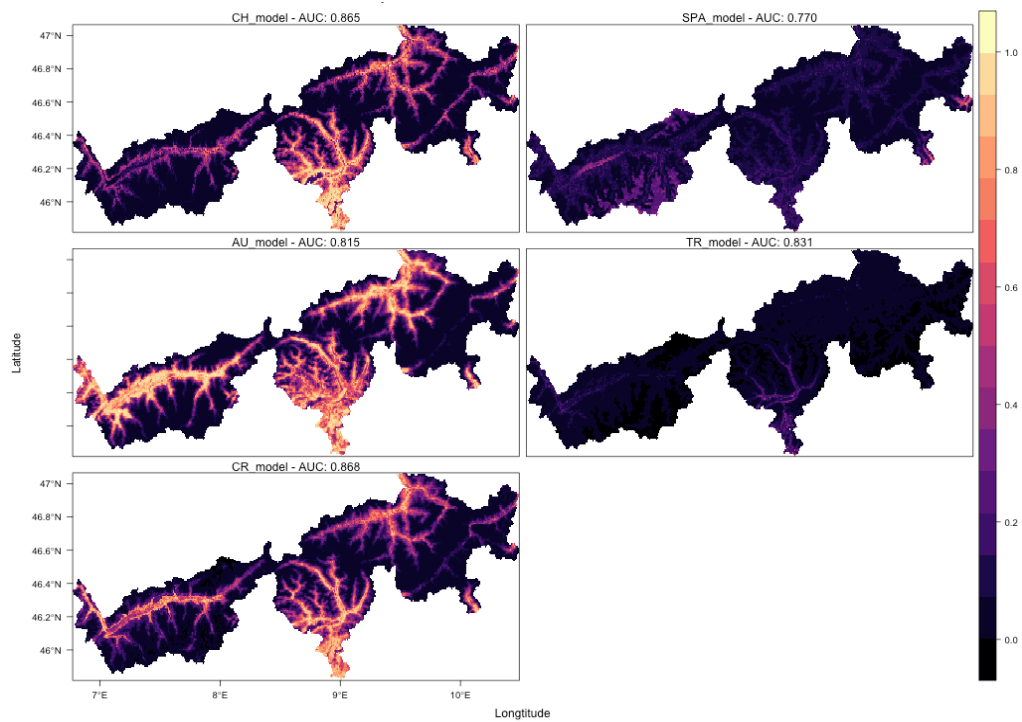 CH_model - AUC: 0.865
SPA_model - AUC: 0.770
47°N
46.8°N
46.6°N
46.4°N
46.2°N
46°N
1.0
0.8
0.6
0.4
0.2
0.0
AU_model - AUC: 0.815
TR_model - AUC: 0.831
Latitude
CR_model - AUC: 0.868
47°N
46.8°N
46.6°N
46.4°N
46.2°N
46°N
7°E
8°E
9°E
10°E
Longtitude